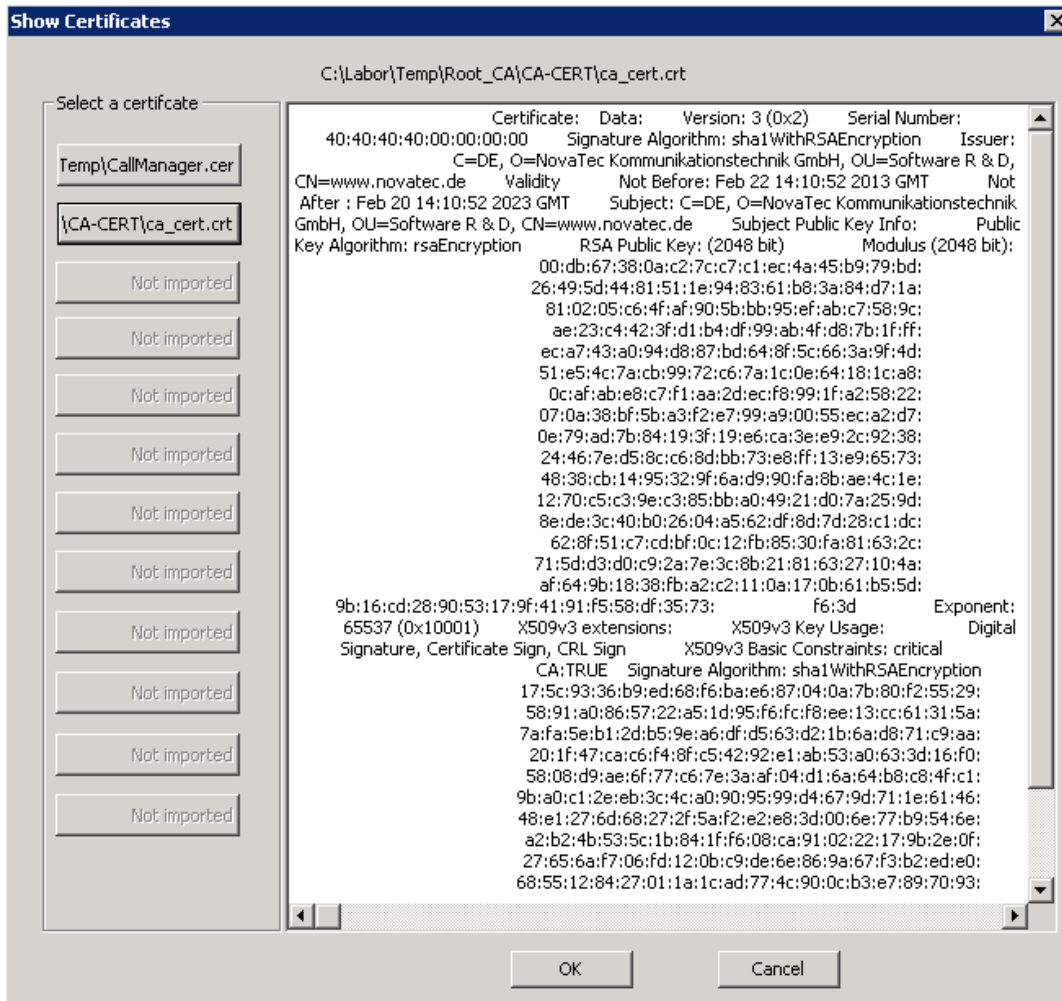 Show Certificates
C:\Labor\Temp\Root_CA\CA-CERT\ca_cert.crt
Select a certifcate
Temp\CallManager.cer
\CA-CERT\ca_cert.crt
Not imported
Not imported
Not imported
Not imported
Not imported
Not imported
Not imported
Not imported
Not imported
Not imported
Certificate: Data: Version: 3 (0x2) Serial Number:
40:40:40:40:00:00:00:00 Signature Algorithm: sha1WithRSAEncryption Issuer:
C=DE, O=NovaTec Kommunikationstechnik GmbH, OU=Software R & D,
CN=www.novatec.de Validity Not Before: Feb 22 14:10:52 2013 GMT Not
After : Feb 20 14:10:52 2023 GMT Subject: C=DE, O=NovaTec Kommunikationstechnik
GmbH, OU=Software R & D, CN=www.novatec.de Subject Public Key Info: Public
Key Algorithm: rsaEncryption RSA Public Key: (2048 bit) Modulus (2048 bit):
00:db:67:38:0a:c2:7c:c7:c1:ec:4a:45:b9:79:bd:
26:49:5d:44:81:51:1e:94:83:61:b8:3a:84:d7:1a:
81:02:05:c6:4f:af:90:5b:bb:95:ef:ab:c7:58:9c:
ae:23:c4:42:3f:d1:b4:df:99:ab:4f:d8:7b:1f:ff:
ec:a7:43:a0:94:d8:87:bd:64:8f:5c:66:3a:9f:4d:
51:e5:4c:7a:cb:99:72:c6:7a:1c:0e:64:18:1c:a8:
0c:af:ab:e8:c7:f1:aa:2d:ec:f8:99:1f:a2:58:22:
07:0a:38:bf:5b:a3:f2:e7:99:a9:00:55:ec:a2:d7:
0e:79:ad:7b:84:19:3f:19:e6:ca:3e:e9:2c:92:38:
24:46:7e:d5:8c:c6:8d:bb:73:e8:ff:13:e9:65:73:
48:38:cb:14:95:32:9f:6a:d9:90:fa:8b:ae:4c:1e:
12:70:c5:c3:9e:c3:85:bb:a0:49:21:d0:7a:25:9d:
8e:de:3c:40:b0:26:04:a5:62:df:8d:7d:28:c1:dc:
62:8f:51:c7:cd:bf:0c:12:fb:85:30:fa:81:63:2c:
71:5d:d3:d0:c9:2a:7e:3c:8b:21:81:63:27:10:4a:
af:64:9b:18:38:fb:a2:c2:11:0a:17:0b:61:b5:5d:
9b:16:cd:28:90:53:17:9f:41:91:f5:58:df:35:73: f6:3d Exponent:
65537 (0x10001) X509v3 extensions: X509v3 Key Usage: Digital
Signature, Certificate Sign, CRL Sign X509v3 Basic Constraints: critical
CA:TRUE Signature Algorithm: sha1WithRSAEncryption
17:5c:93:36:b9:ed:68:f6:ba:e6:87:04:0a:7b:80:f2:55:29:
58:91:a0:86:57:22:a5:1d:95:f6:fc:f8:ee:13:cc:61:31:5a:
7a:fa:5e:b1:2d:b5:9e:a6:df:d5:63:d2:1b:6a:d8:71:c9:aa:
20:1f:47:ca:c6:f4:8f:c5:42:92:e1:ab:53:a0:63:3d:16:f0:
58:08:d9:ae:6f:77:c6:7e:3a:af:04:d1:6a:64:b8:c8:4f:c1:
9b:a0:c1:2e:eb:3c:4c:a0:90:95:99:d4:67:9d:71:1e:61:46:
48:e1:27:6d:68:27:2f:5a:f2:e2:e8:3d:00:6e:77:b9:54:6e:
a2:b2:4b:53:5c:1b:84:1f:f6:08:ca:91:02:22:17:9b:2e:0f:
27:65:6a:f7:06:fd:12:0b:c9:de:6e:86:9a:67:f3:b2:ed:e0:
68:55:12:84:27:01:1a:1c:ad:77:4c:90:0c:b3:e7:89:70:93:
OK
Cancel